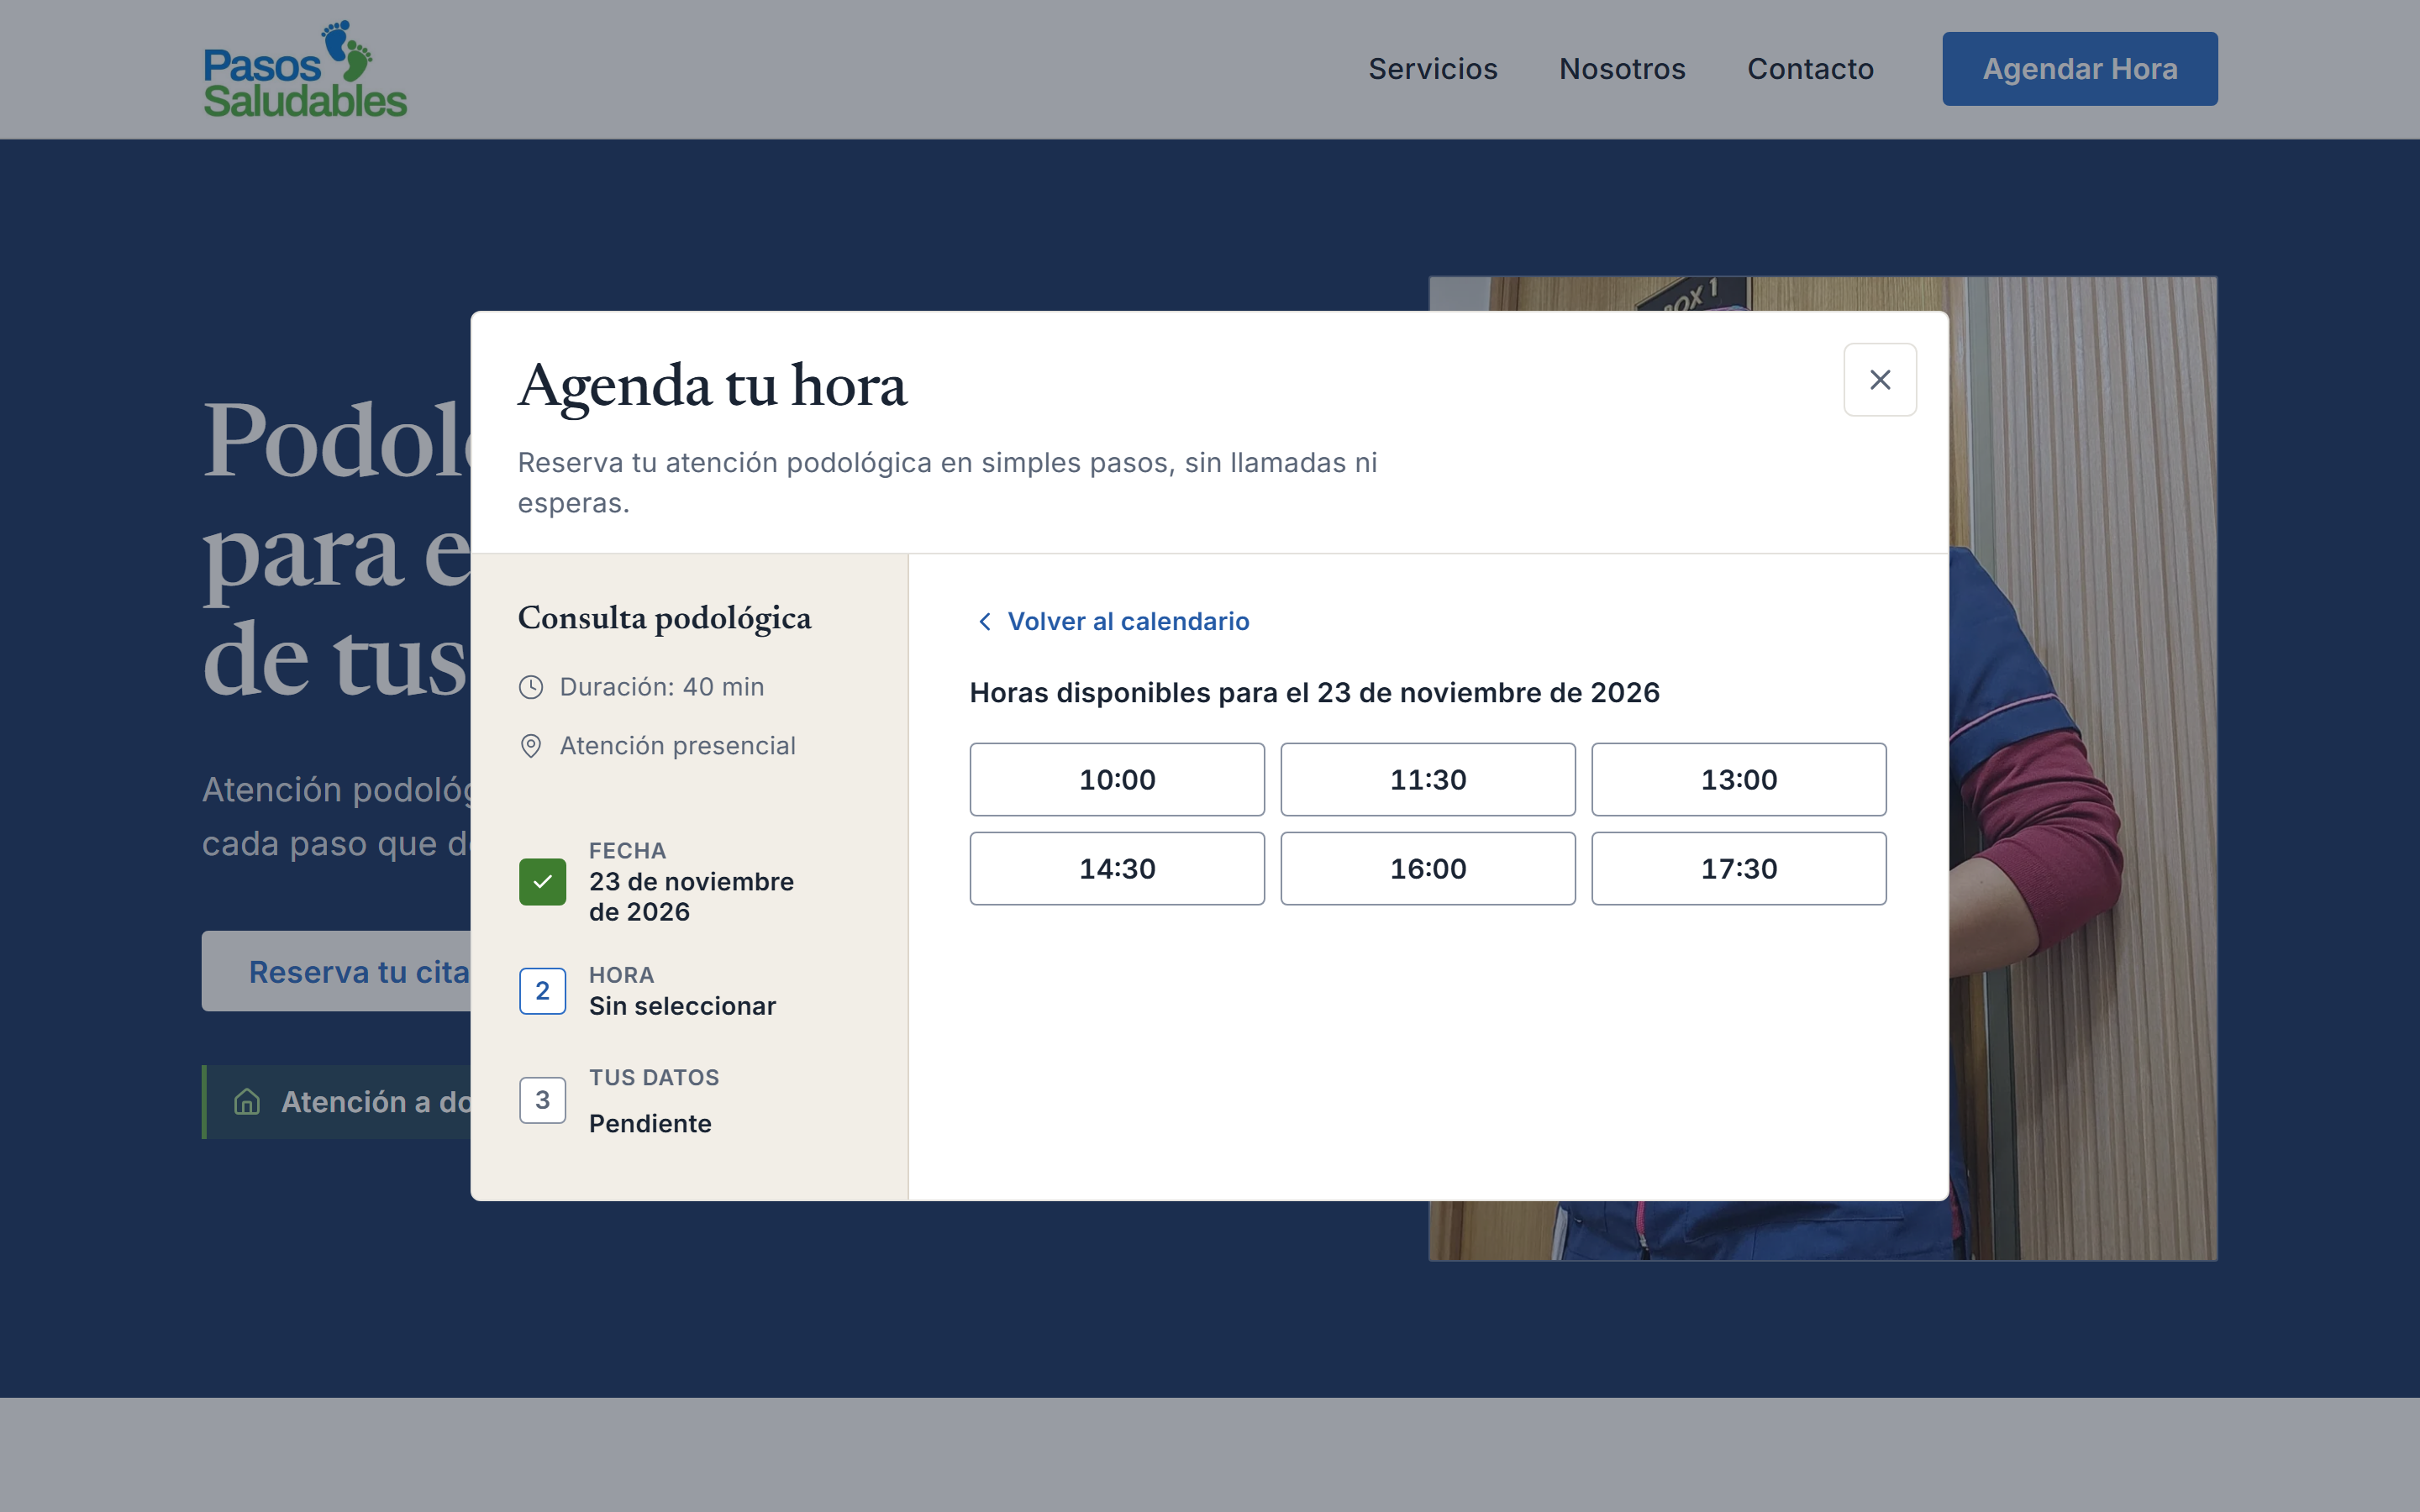 Pasos
Saludables
Servicios
Nosotros
Contacto
Agendar Hora
BOX 1
para
de tus
Atención
cada paso que
Reserva tu cita
Atención a
Agenda tu hora
Reserva tu atención podológica en simples pasos, sin llamadas ni
esperas.
Consulta podológica
Duración: 40 min
Atención presencial
FECHA
23 de noviembre
de 2026
2
HORA
Sin seleccionar
3
TUS DATOS
Pendiente
Volver al calendario
Horas disponibles para el 23 de noviembre de 2026
10:00
11:30
13:00
14:30
16:00
17:30